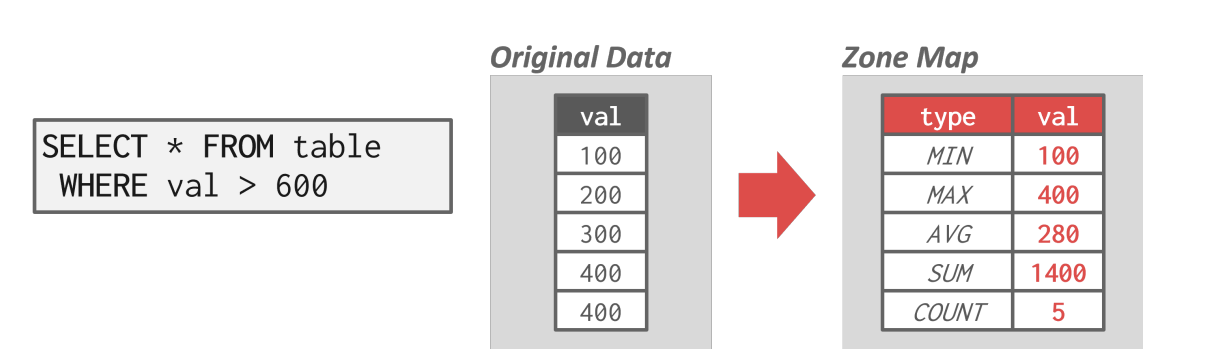 SELECT * FROM table
WHERE val > 600
Original Data
val
100
200
300
400
400
Zone Map
type val
MIN 100
MAX 400
AVG 280
SUM 1400
COUNT 5